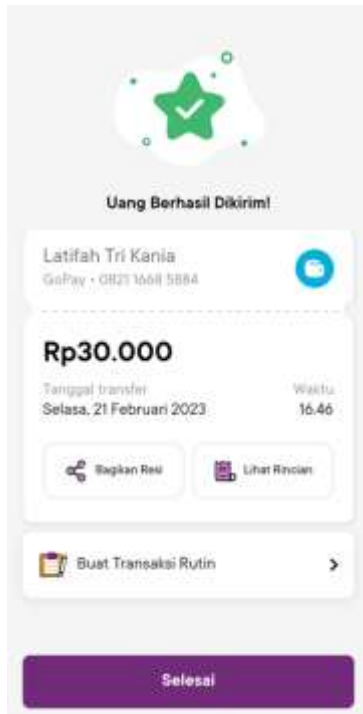 Uang Berhasil Dikirim!
Latifah Tri Kania
GoPay • 0821 1668 5884
Rp30.000
Tanggal transfer
Waktu
Selasa, 21 Februari 2023
16.46
Bagikan Resi
Lihat Rincian
Buat Transaksi Rutin
Selesai